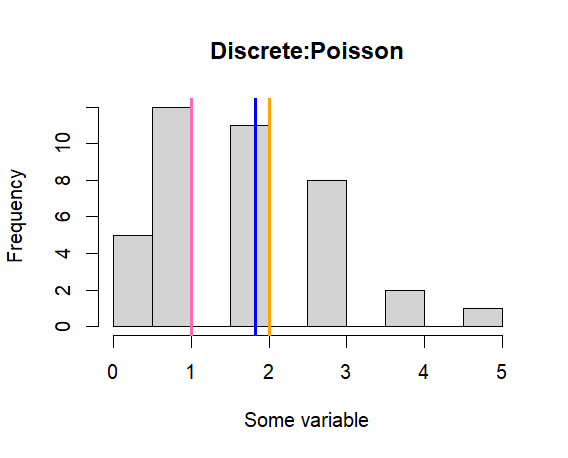 Discrete:Poisson
Frequency
0 2 4 6 8 10
0 1 2 3 4 5
Some variable